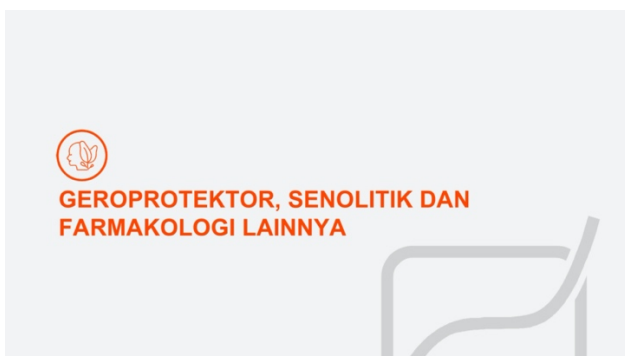 GEROPROTEKTOR, SENOLITIK DAN
FARMAKOLOGI LAINNYA